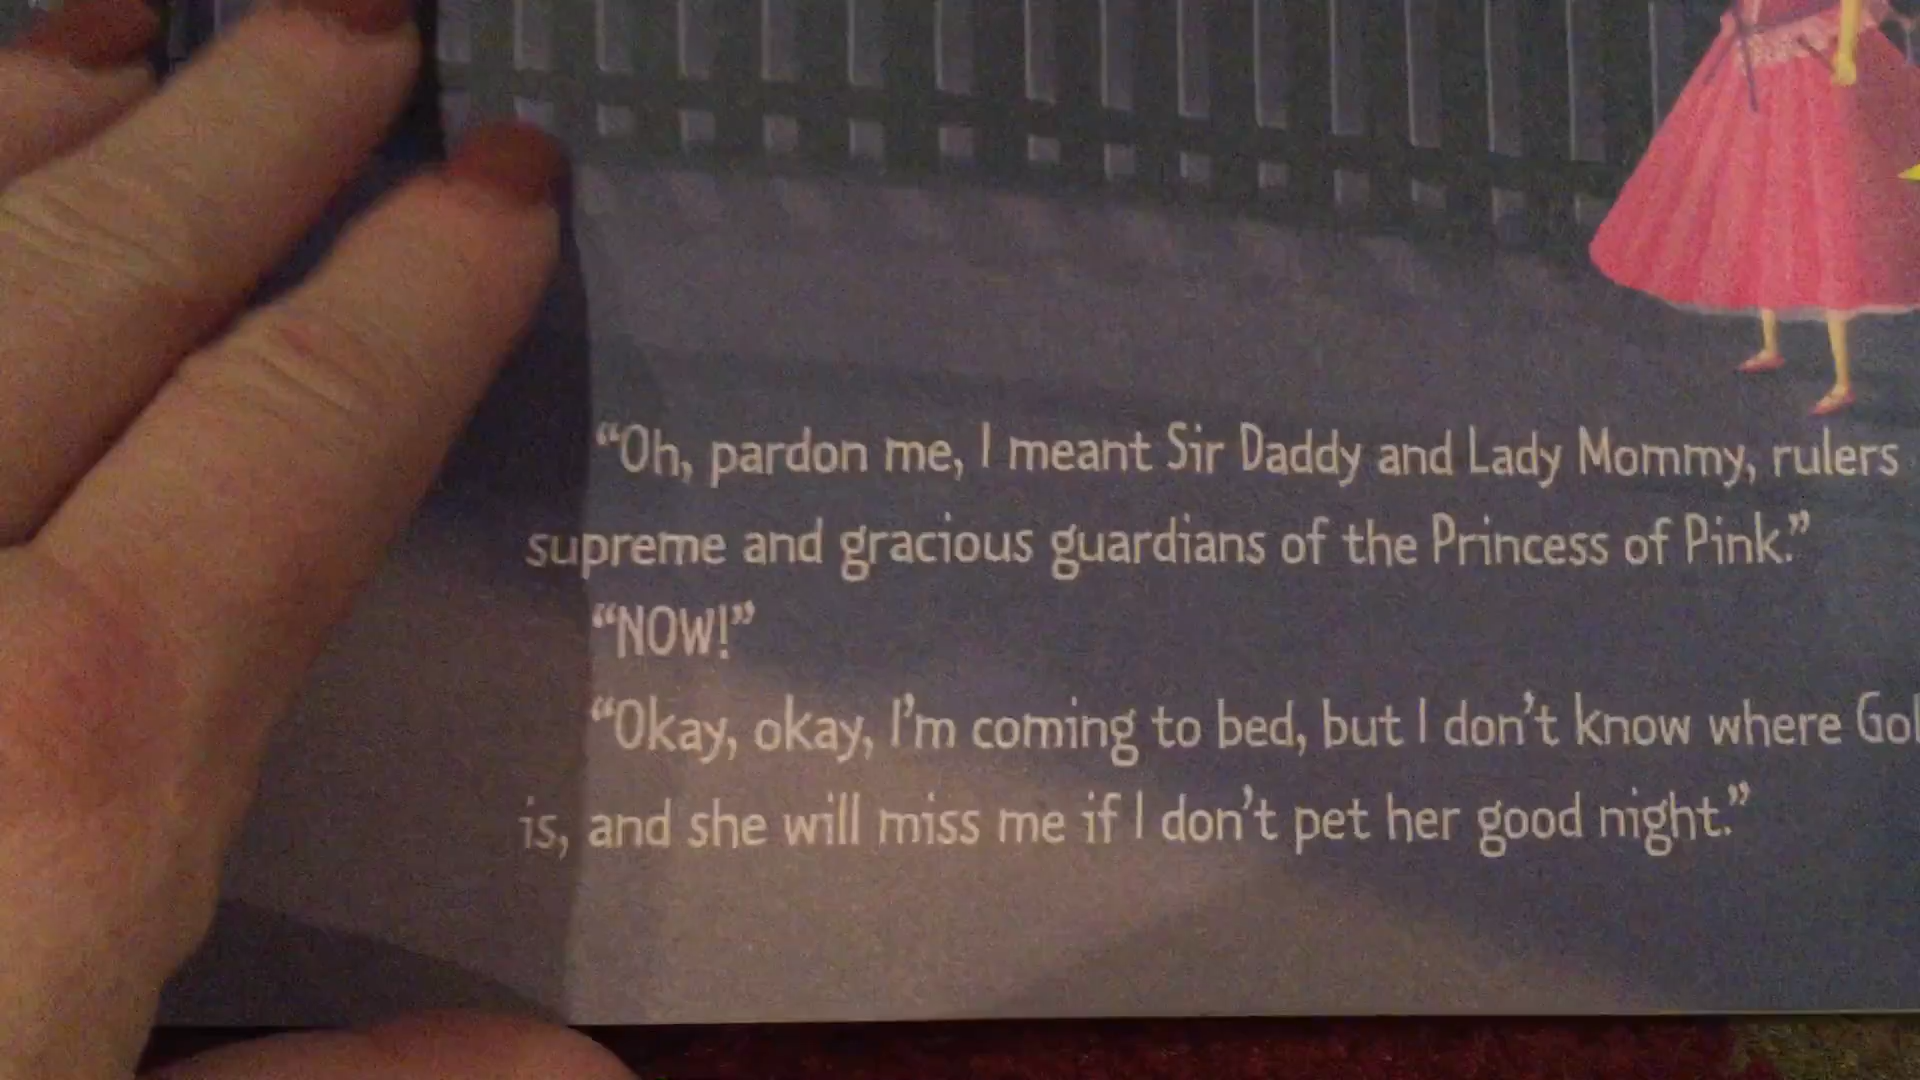 “Oh, pardon me, I meant Sir Daddy and Lady Mommy, rulers
supreme and gracious guardians of the Princess of Pink.”
“NOW!”
“Okay, okay, I’m coming to bed, but I don’t know where
is, and she will miss me if I don’t pet her good night.”